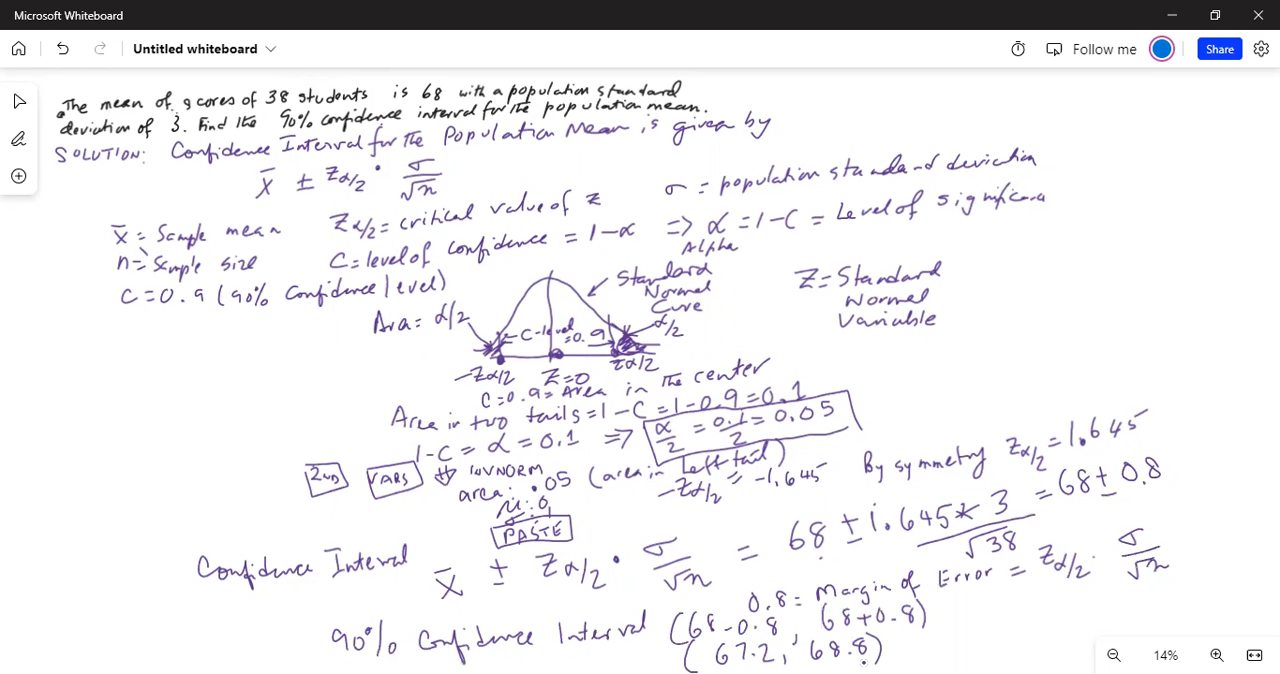 Microsoft Whiteboard
Untitled whiteboard
Follow me
Share
The mean of scores of 38 students is 68 with a population standard
deviation of 3. Find the 90% confidence interval for the population mean.
SOLUTION: Confidence Interval for the Population Mean is given by
x̄ ± Zα/2 · σ/√n
σ = population standard deviation
x̄ = Sample mean
Zα/2 = critical value of z
n = Sample size
C = level of confidence = 1-α => α = 1-C = Level of significance
Alpha
C = 0.9 (90% Confidence level)
Standard
Normal
Curve
Z = Standard
Normal
Variable
Area = α/2
C-level
=0.9
α/2
-Zα/2 Z=0 Zα/2
C=0.9= Area in the center
Area in two tails = 1-C = 1-0.9 = 0.1
1-C = α = 0.1 => α/2 = 0.1/2 = 0.05
2ND VARS INVNORM
area: .05 (area in left tail)
μ: 0
PASTE
-Zα/2 = -1.645
By symmetry Zα/2 = 1.645
Confidence Interval x̄ ± Zα/2 · σ/√n = 68 ± 1.645 * 3/√38 = 68 ± 0.8
0.8 = Margin of Error = Zα/2 · σ/√n
90% Confidence Interval (68-0.8, 68+0.8)
(67.2, 68.8)
14%